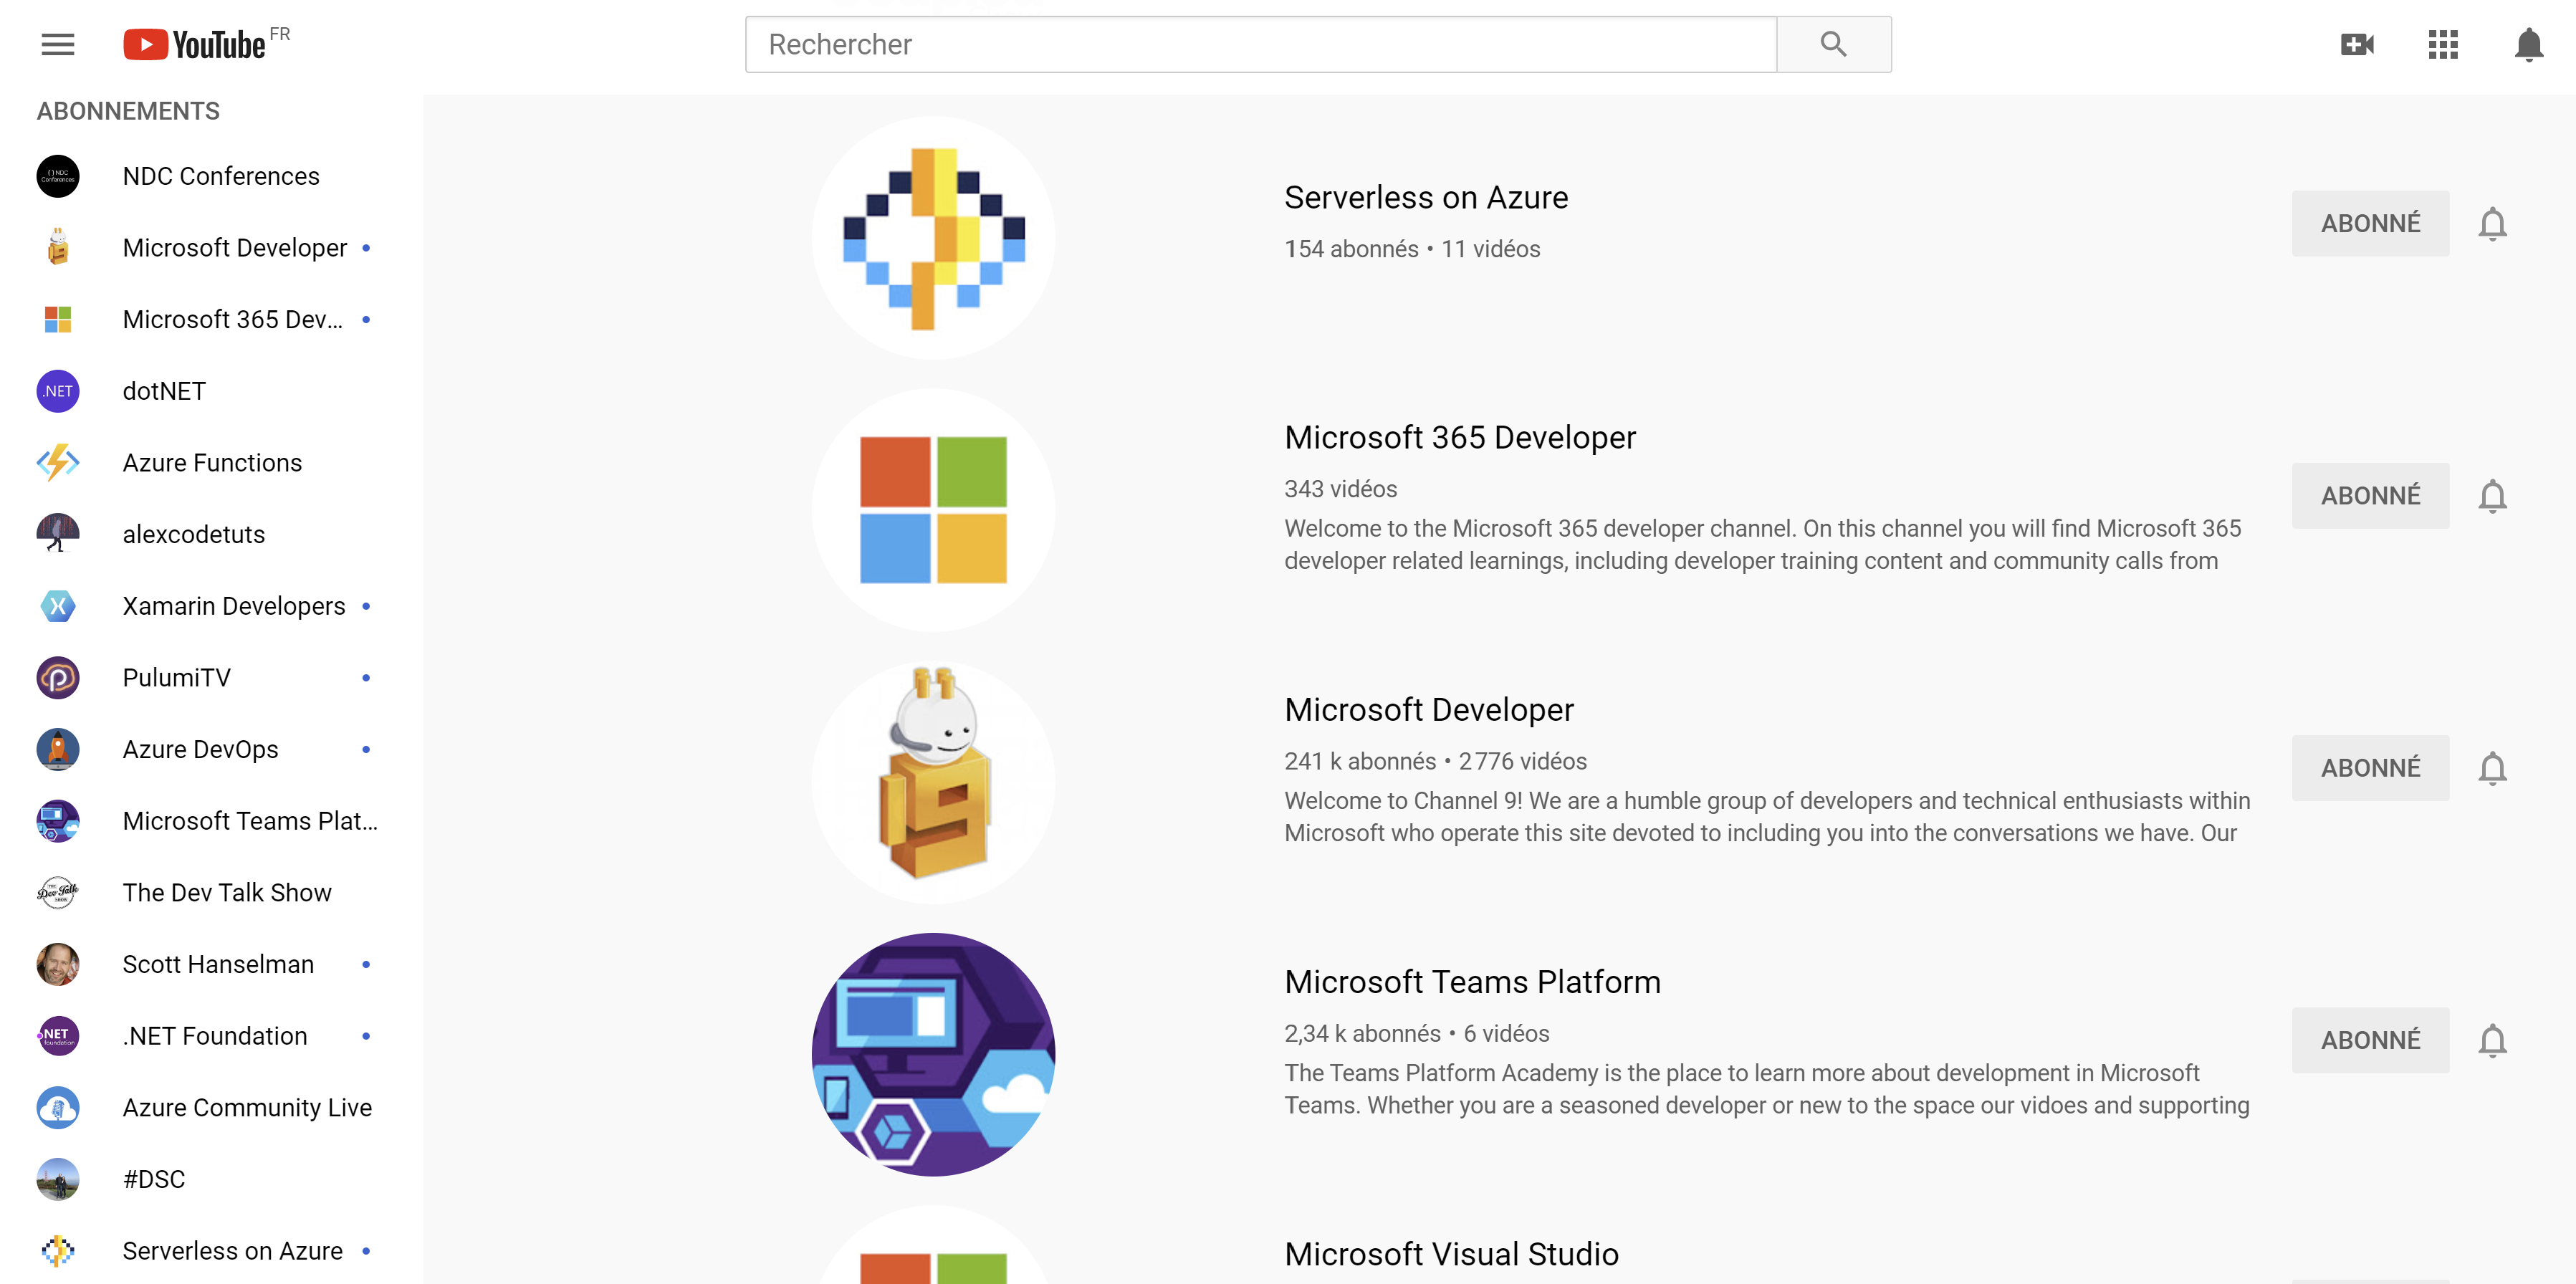 YouTube FR
Rechercher
ABONNEMENTS
NDC Conferences
Microsoft Developer
Microsoft 365 Dev...
.NET
dotNET
Azure Functions
alexcodetuts
Xamarin Developers
PulumiTV
Azure DevOps
Microsoft Teams Plat...
The Dev Talk Show
Scott Hanselman
.NET Foundation
Azure Community Live
#DSC
Serverless on Azure
Serverless on Azure
154 abonnés • 11 vidéos
ABONNÉ
Microsoft 365 Developer
343 vidéos
Welcome to the Microsoft 365 developer channel. On this channel you will find Microsoft 365
developer related learnings, including developer training content and community calls from
ABONNÉ
Microsoft Developer
241 k abonnés • 2 776 vidéos
Welcome to Channel 9! We are a humble group of developers and technical enthusiasts within
Microsoft who operate this site devoted to including you into the conversations we have. Our
ABONNÉ
Microsoft Teams Platform
2,34 k abonnés • 6 vidéos
The Teams Platform Academy is the place to learn more about development in Microsoft
Teams. Whether you are a seasoned developer or new to the space our vidoes and supporting
ABONNÉ
Microsoft Visual Studio